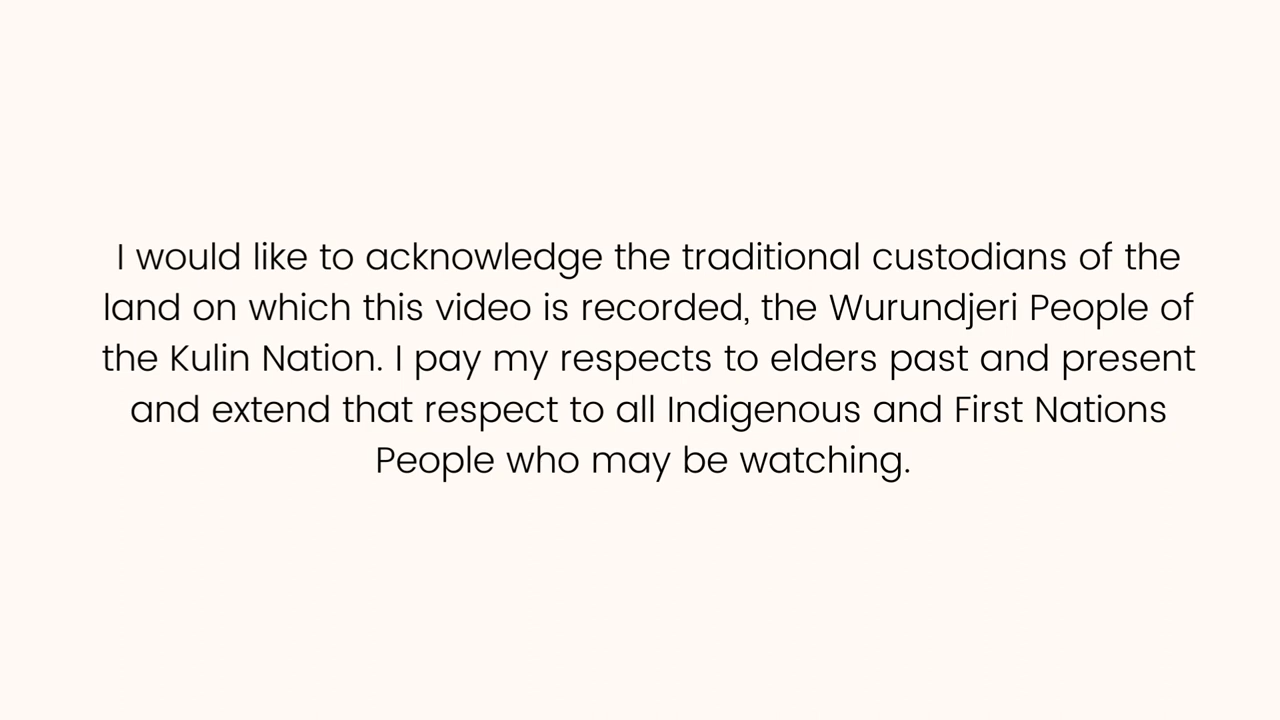 I would like to acknowledge the traditional custodians of the
land on which this video is recorded, the Wurundjeri People of
the Kulin Nation. I pay my respects to elders past and present
and extend that respect to all Indigenous and First Nations
People who may be watching.